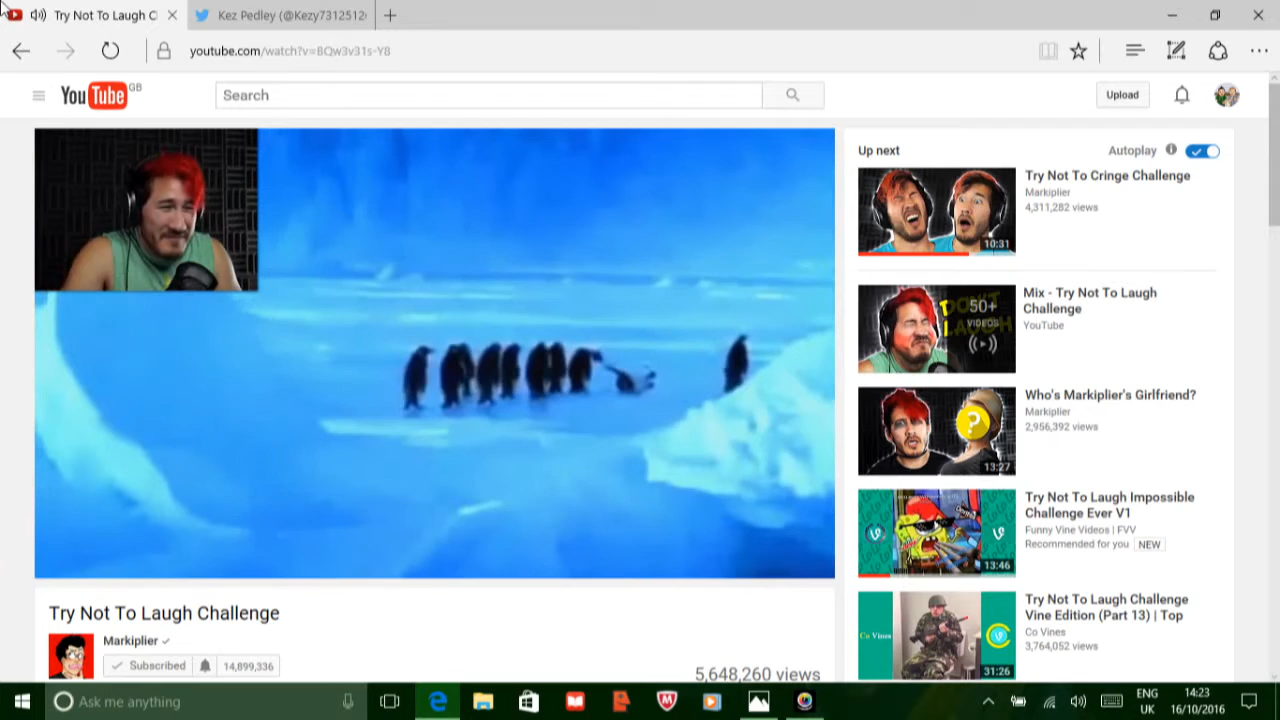 Try Not To Laugh C
Kez Pedley (@Kezy7312512
youtube.com/watch?v=BQw3v31s-Y8
YouTube GB
Search
Upload
Up next
Autoplay
Try Not To Cringe Challenge
Markiplier
4,311,282 views
10:31
Mix - Try Not To Laugh
Challenge
YouTube
50+
VIDEOS
Who's Markiplier's Girlfriend?
Markiplier
2,956,392 views
?
13:27
Try Not To Laugh Impossible
Challenge Ever V1
Funny Vine Videos | FVV
Recommended for you NEW
13:46
Try Not To Laugh Challenge
Vine Edition (Part 13) | Top
Co Vines
3,764,052 views
Co Vines
31:26
Try Not To Laugh Challenge
Markiplier
Subscribed
14,899,336
5,648,260 views
Ask me anything
ENG
UK
14:23
16/10/2016